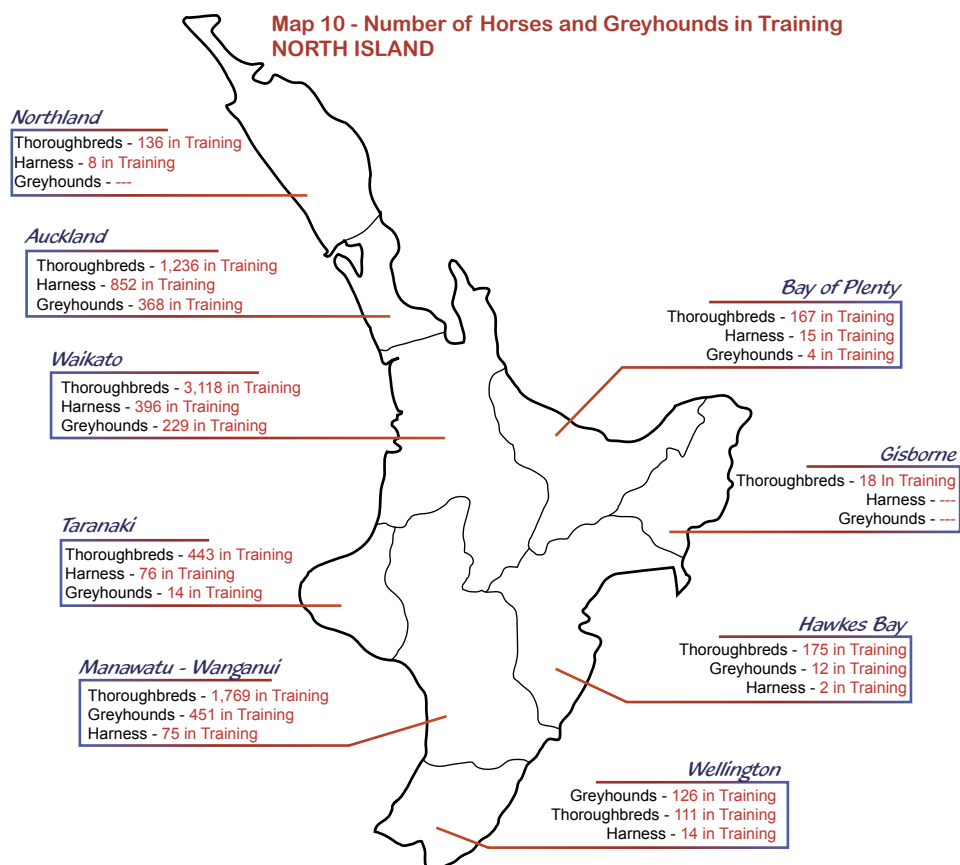 Map 10 - Number of Horses and Greyhounds in Training
NORTH ISLAND
Northland
Thoroughbreds - 136 in Training
Harness - 8 in Training
Greyhounds - ---
Auckland
Thoroughbreds - 1,236 in Training
Harness - 852 in Training
Greyhounds - 368 in Training
Waikato
Thoroughbreds - 3,118 in Training
Harness - 396 in Training
Greyhounds - 229 in Training
Taranaki
Thoroughbreds - 443 in Training
Harness - 76 in Training
Greyhounds - 14 in Training
Manawatu - Wanganui
Thoroughbreds - 1,769 in Training
Greyhounds - 451 in Training
Harness - 75 in Training
Bay of Plenty
Thoroughbreds - 167 in Training
Harness - 15 in Training
Greyhounds - 4 in Training
Gisborne
Thoroughbreds - 18 In Training
Harness - ---
Greyhounds - ---
Hawkes Bay
Thoroughbreds - 175 in Training
Greyhounds - 12 in Training
Harness - 2 in Training
Wellington
Greyhounds - 126 in Training
Thoroughbreds - 111 in Training
Harness - 14 in Training